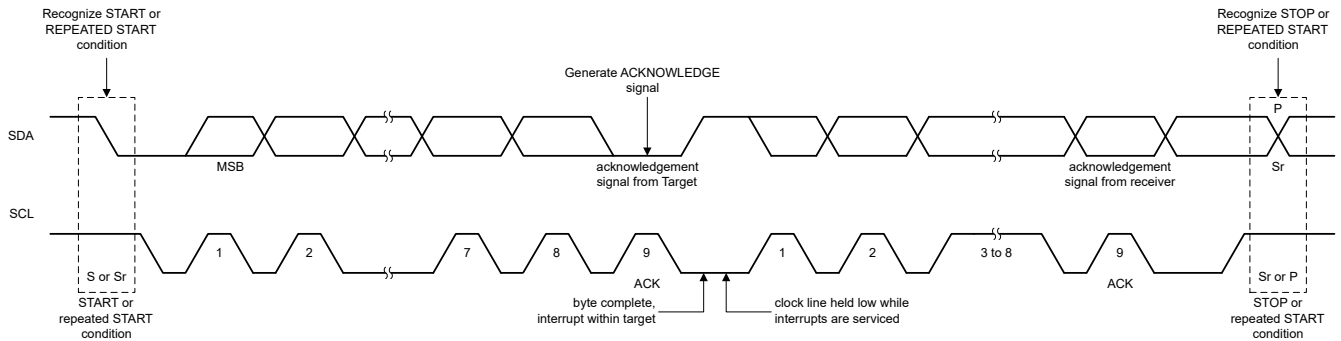 Recognize START or
REPEATED START
condition
Recognize STOP or
REPEATED START
condition
Generate ACKNOWLEDGE
signal
P
SDA
MSB
acknowledgement
signal from Target
acknowledgement
signal from receiver
Sr
SCL
1
2
7
8
9
1
2
3 to 8
9
S or Sr
ACK
ACK
Sr or P
START or
repeated START
condition
byte complete,
interrupt within target
clock line held low while
interrupts are serviced
STOP or
repeated START
condition